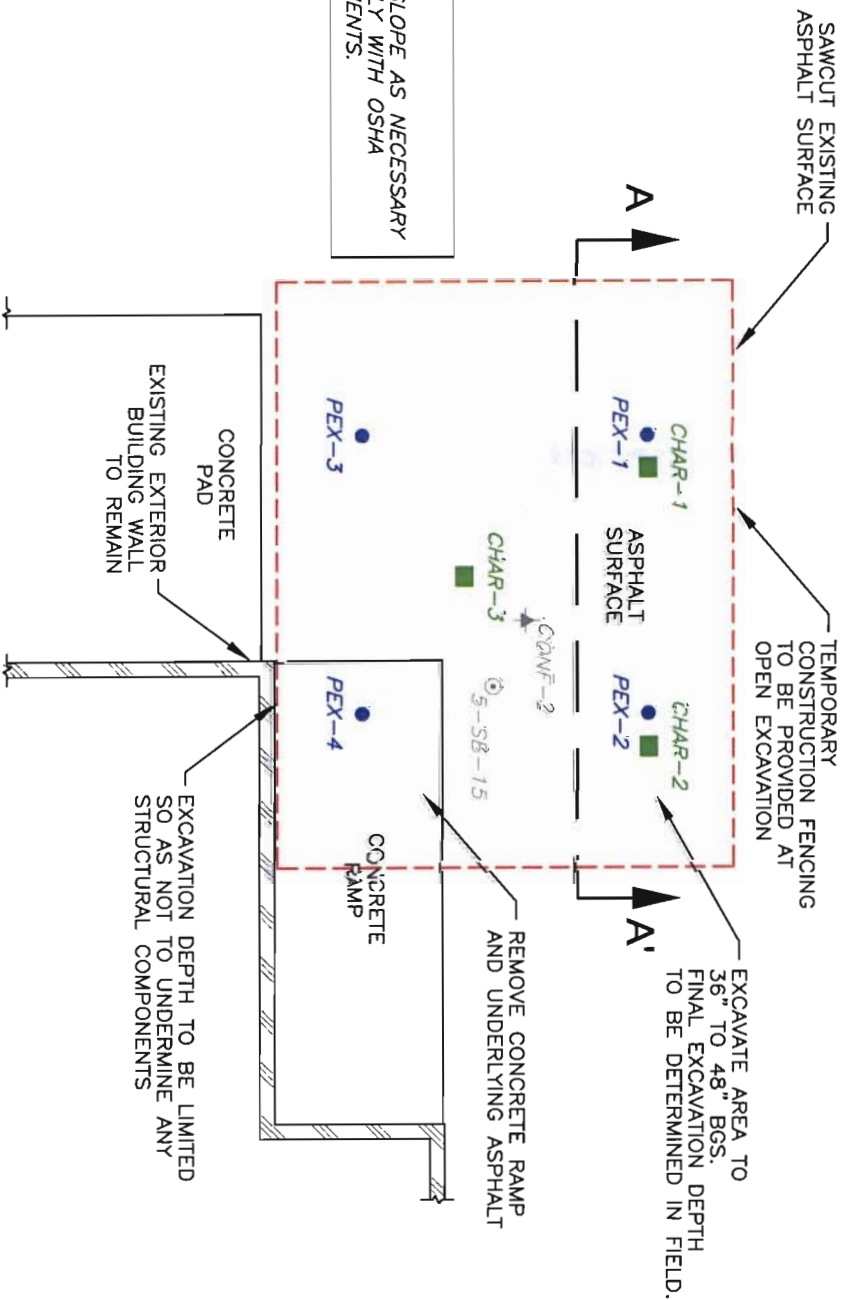 SAWCUT EXISTING
ASPHALT SURFACE
TEMPORARY
CONSTRUCTION FENCING
TO BE PROVIDED AT
OPEN EXCAVATION
EXCAVATE AREA TO
36" TO 48" BGS.
FINAL EXCAVATION DEPTH
TO BE DETERMINED IN FIELD.
A
A'
CHAR-1
PEX-1
ASPHALT
SURFACE
CHAR-2
PEX-2
CONF-2
CHAR-3
5-SB-15
PEX-3
PEX-4
CONCRETE
RAMP
REMOVE CONCRETE RAMP
AND UNDERLYING ASPHALT
SLOPE AS NECESSARY
LY WITH OSHA
ENTS.
CONCRETE
PAD
EXISTING EXTERIOR
BUILDING WALL
TO REMAIN
EXCAVATION DEPTH TO BE LIMITED
SO AS NOT TO UNDERMINE ANY
STRUCTURAL COMPONENTS